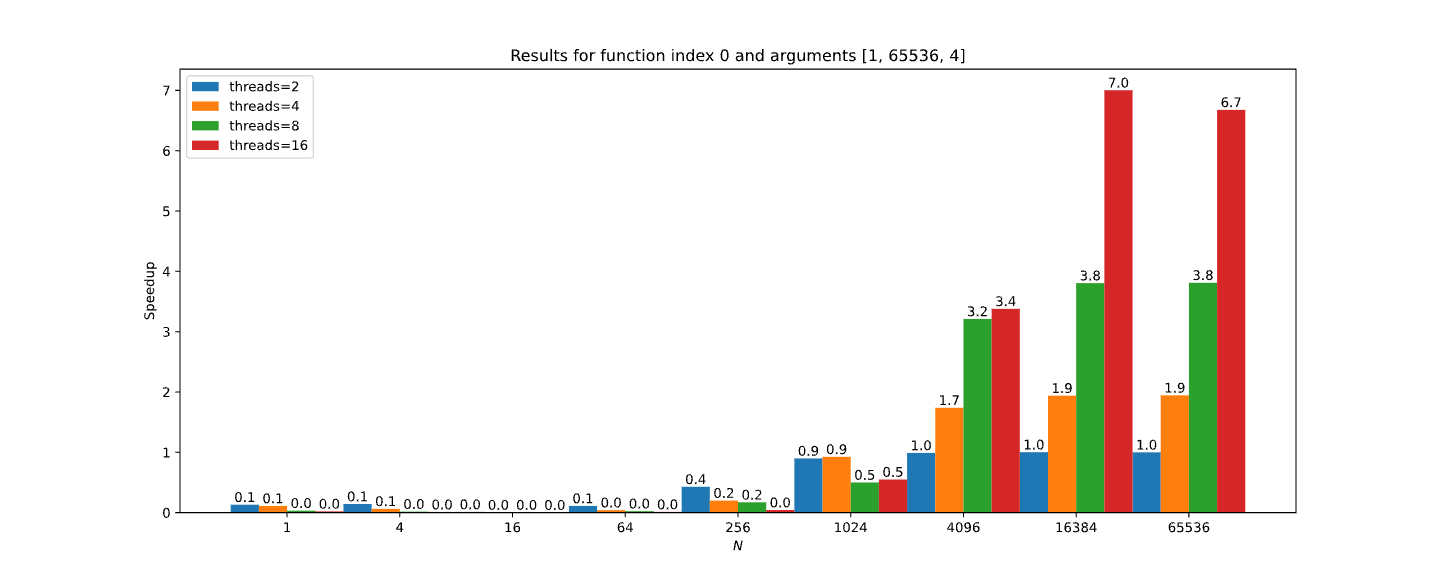 Results for function index 0 and arguments [1, 65536, 4]
threads=2
threads=4
threads=8
threads=16
Speedup
7
6
5
4
3
2
1
0
0.1 0.1 0.0 0.0 0.1 0.1 0.0 0.0 0.0 0.0 0.0 0.0 0.1 0.0 0.0 0.0 0.4 0.2 0.2 0.0 0.9 0.9 0.5 0.5 1.0 1.7 3.2 3.4 1.0 1.9 3.8 7.0 1.0 1.9 3.8 6.7
1 4 16 64 256 1024 4096 16384 65536
N